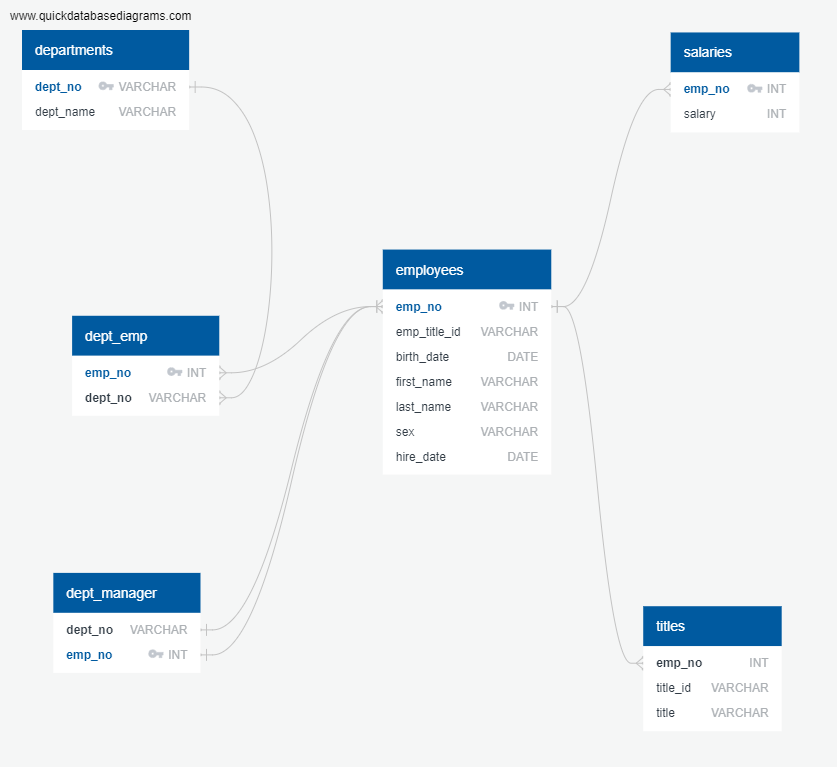 www.quickdatabasediagrams.com
departments
dept_no VARCHAR
dept_name VARCHAR
salaries
emp_no INT
salary INT
employees
emp_no INT
emp_title_id VARCHAR
birth_date DATE
first_name VARCHAR
last_name VARCHAR
sex VARCHAR
hire_date DATE
dept_emp
emp_no INT
dept_no VARCHAR
dept_manager
dept_no VARCHAR
emp_no INT
titles
emp_no INT
title_id VARCHAR
title VARCHAR